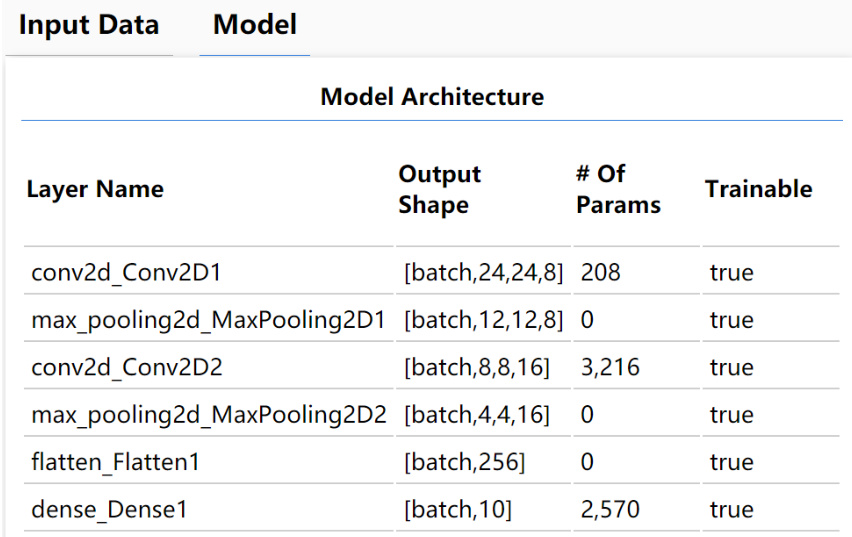 Input Data Model
Model Architecture
Layer Name Output Shape # Of Params Trainable
conv2d_Conv2D1 [batch,24,24,8] 208 true
max_pooling2d_MaxPooling2D1 [batch,12,12,8] 0 true
conv2d_Conv2D2 [batch,8,8,16] 3,216 true
max_pooling2d_MaxPooling2D2 [batch,4,4,16] 0 true
flatten_Flatten1 [batch,256] 0 true
dense_Dense1 [batch,10] 2,570 true